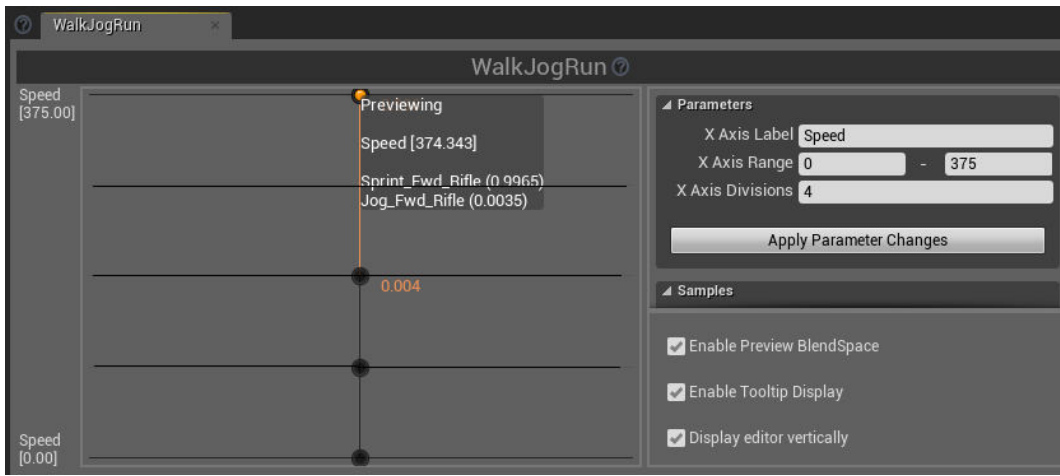 WalkJogRun
WalkJogRun
Speed
[375.00]
Previewing
Speed [374.343]
Sprint_Fwd_Rifle (0.9965)
Jog_Fwd_Rifle (0.0035)
0.004
Speed
[0.00]
Parameters
X Axis Label Speed
X Axis Range 0 - 375
X Axis Divisions 4
Apply Parameter Changes
Samples
Enable Preview BlendSpace
Enable Tooltip Display
Display editor vertically